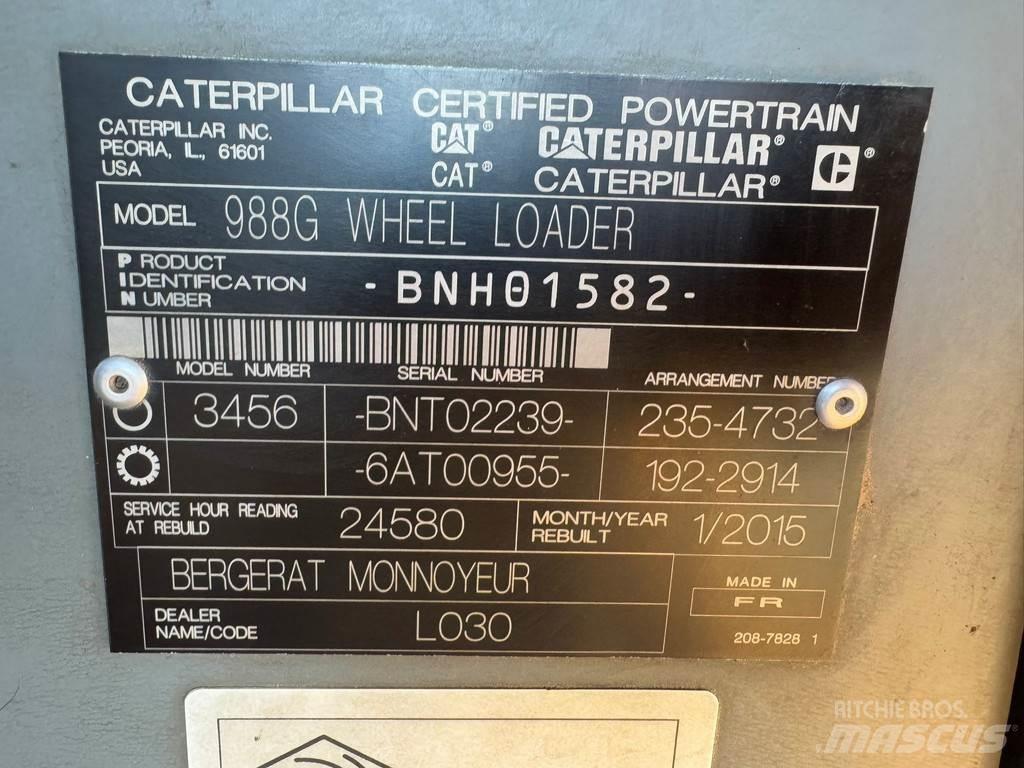 CATERPILLAR CERTIFIED POWERTRAIN
CATERPILLAR INC.
PEORIA, IL, 61601
USA
CAT® CATERPILLAR®
CAT® CATERPILLAR® ®
MODEL 988G WHEEL LOADER
PRODUCT
IDENTIFICATION
NUMBER
-BNH01582-
MODEL NUMBER SERIAL NUMBER ARRANGEMENT NUMBER
3456 -BNT02239- 235-4732
-6AT00955- 192-2914
SERVICE HOUR READING
AT REBUILD
24580
MONTH/YEAR
REBUILT
1/2015
BERGERAT MONNOYEUR
DEALER
NAME/CODE
L030
MADE IN
FR
208-7828 1
RITCHIE BROS.
MASCUS